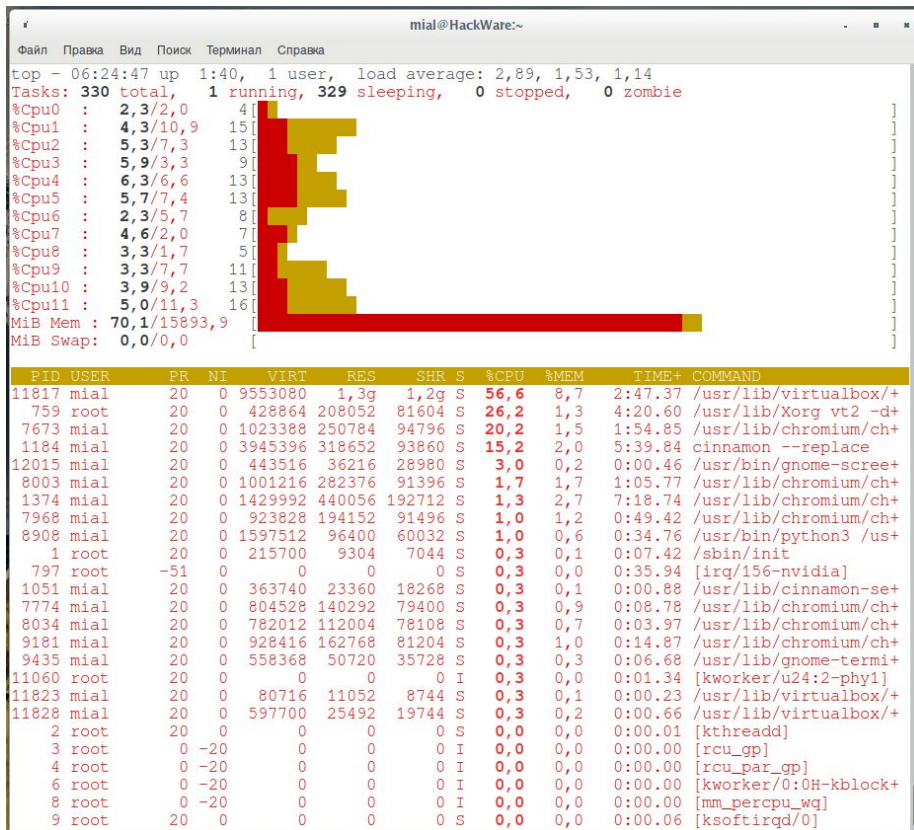 mial@HackWare:~
Файл Правка Вид Поиск Терминал Справка
top - 06:24:47 up  1:40,  1 user,  load average: 2,89, 1,53, 1,14
Tasks: 330 total,   1 running, 329 sleeping,   0 stopped,   0 zombie
%Cpu0  :   2,3/2,0     4[ ]
%Cpu1  :   4,3/10,9   15[ ]
%Cpu2  :   5,3/7,3    13[ ]
%Cpu3  :   5,9/3,3     9[ ]
%Cpu4  :   6,3/6,6    13[ ]
%Cpu5  :   5,7/7,4    13[ ]
%Cpu6  :   2,3/5,7     8[ ]
%Cpu7  :   4,6/2,0     7[ ]
%Cpu8  :   3,3/1,7     5[ ]
%Cpu9  :   3,3/7,7    11[ ]
%Cpu10 :   3,9/9,2    13[ ]
%Cpu11 :   5,0/11,3   16[ ]
MiB Mem : 70,1/15893,9   [ ]
MiB Swap:  0,0/0,0       [ ]
PID USER PR NI VIRT RES SHR S %CPU %MEM TIME+ COMMAND
11817 mial 20 0 9553080 1,3g 1,2g S 56,6 8,7 2:47.37 /usr/lib/virtualbox/+
759 root 20 0 428864 208052 81604 S 26,2 1,3 4:20.60 /usr/lib/Xorg vt2 -d+
7673 mial 20 0 1023388 250784 94796 S 20,2 1,5 1:54.85 /usr/lib/chromium/ch+
1184 mial 20 0 3945396 318652 93860 S 15,2 2,0 5:39.84 cinnamon --replace
12015 mial 20 0 443516 36216 28980 S 3,0 0,2 0:00.46 /usr/bin/gnome-scree+
8003 mial 20 0 1001216 282376 91396 S 1,7 1,7 1:05.77 /usr/lib/chromium/ch+
1374 mial 20 0 1429992 440056 192712 S 1,3 2,7 7:18.74 /usr/lib/chromium/ch+
7968 mial 20 0 923828 194152 91496 S 1,0 1,2 0:49.42 /usr/lib/chromium/ch+
8908 mial 20 0 1597512 96400 60032 S 1,0 0,6 0:34.76 /usr/bin/python3 /us+
1 root 20 0 215700 9304 7044 S 0,3 0,1 0:07.42 /sbin/init
797 root -51 0 0 0 0 S 0,3 0,0 0:35.94 [irq/156-nvidia]
1051 mial 20 0 363740 23360 18268 S 0,3 0,1 0:00.88 /usr/lib/cinnamon-se+
7774 mial 20 0 804528 140292 79400 S 0,3 0,9 0:08.78 /usr/lib/chromium/ch+
8034 mial 20 0 782012 112004 78108 S 0,3 0,7 0:03.97 /usr/lib/chromium/ch+
9181 mial 20 0 928416 162768 81204 S 0,3 1,0 0:14.87 /usr/lib/chromium/ch+
9435 mial 20 0 558368 50720 35728 S 0,3 0,3 0:06.68 /usr/lib/gnome-termi+
11060 root 20 0 0 0 0 I 0,3 0,0 0:01.34 [kworker/u24:2-phy1]
11823 mial 20 0 80716 11052 8744 S 0,3 0,1 0:00.23 /usr/lib/virtualbox/+
11828 mial 20 0 597700 25492 19744 S 0,3 0,2 0:00.66 /usr/lib/virtualbox/+
2 root 20 0 0 0 0 S 0,0 0,0 0:00.01 [kthreadd]
3 root 0 -20 0 0 0 I 0,0 0,0 0:00.00 [rcu_gp]
4 root 0 -20 0 0 0 I 0,0 0,0 0:00.00 [rcu_par_gp]
6 root 0 -20 0 0 0 I 0,0 0,0 0:00.00 [kworker/0:0H-kblock+
8 root 0 -20 0 0 0 I 0,0 0,0 0:00.00 [mm_percpu_wq]
9 root 20 0 0 0 0 S 0,0 0,0 0:00.06 [ksoftirqd/0]